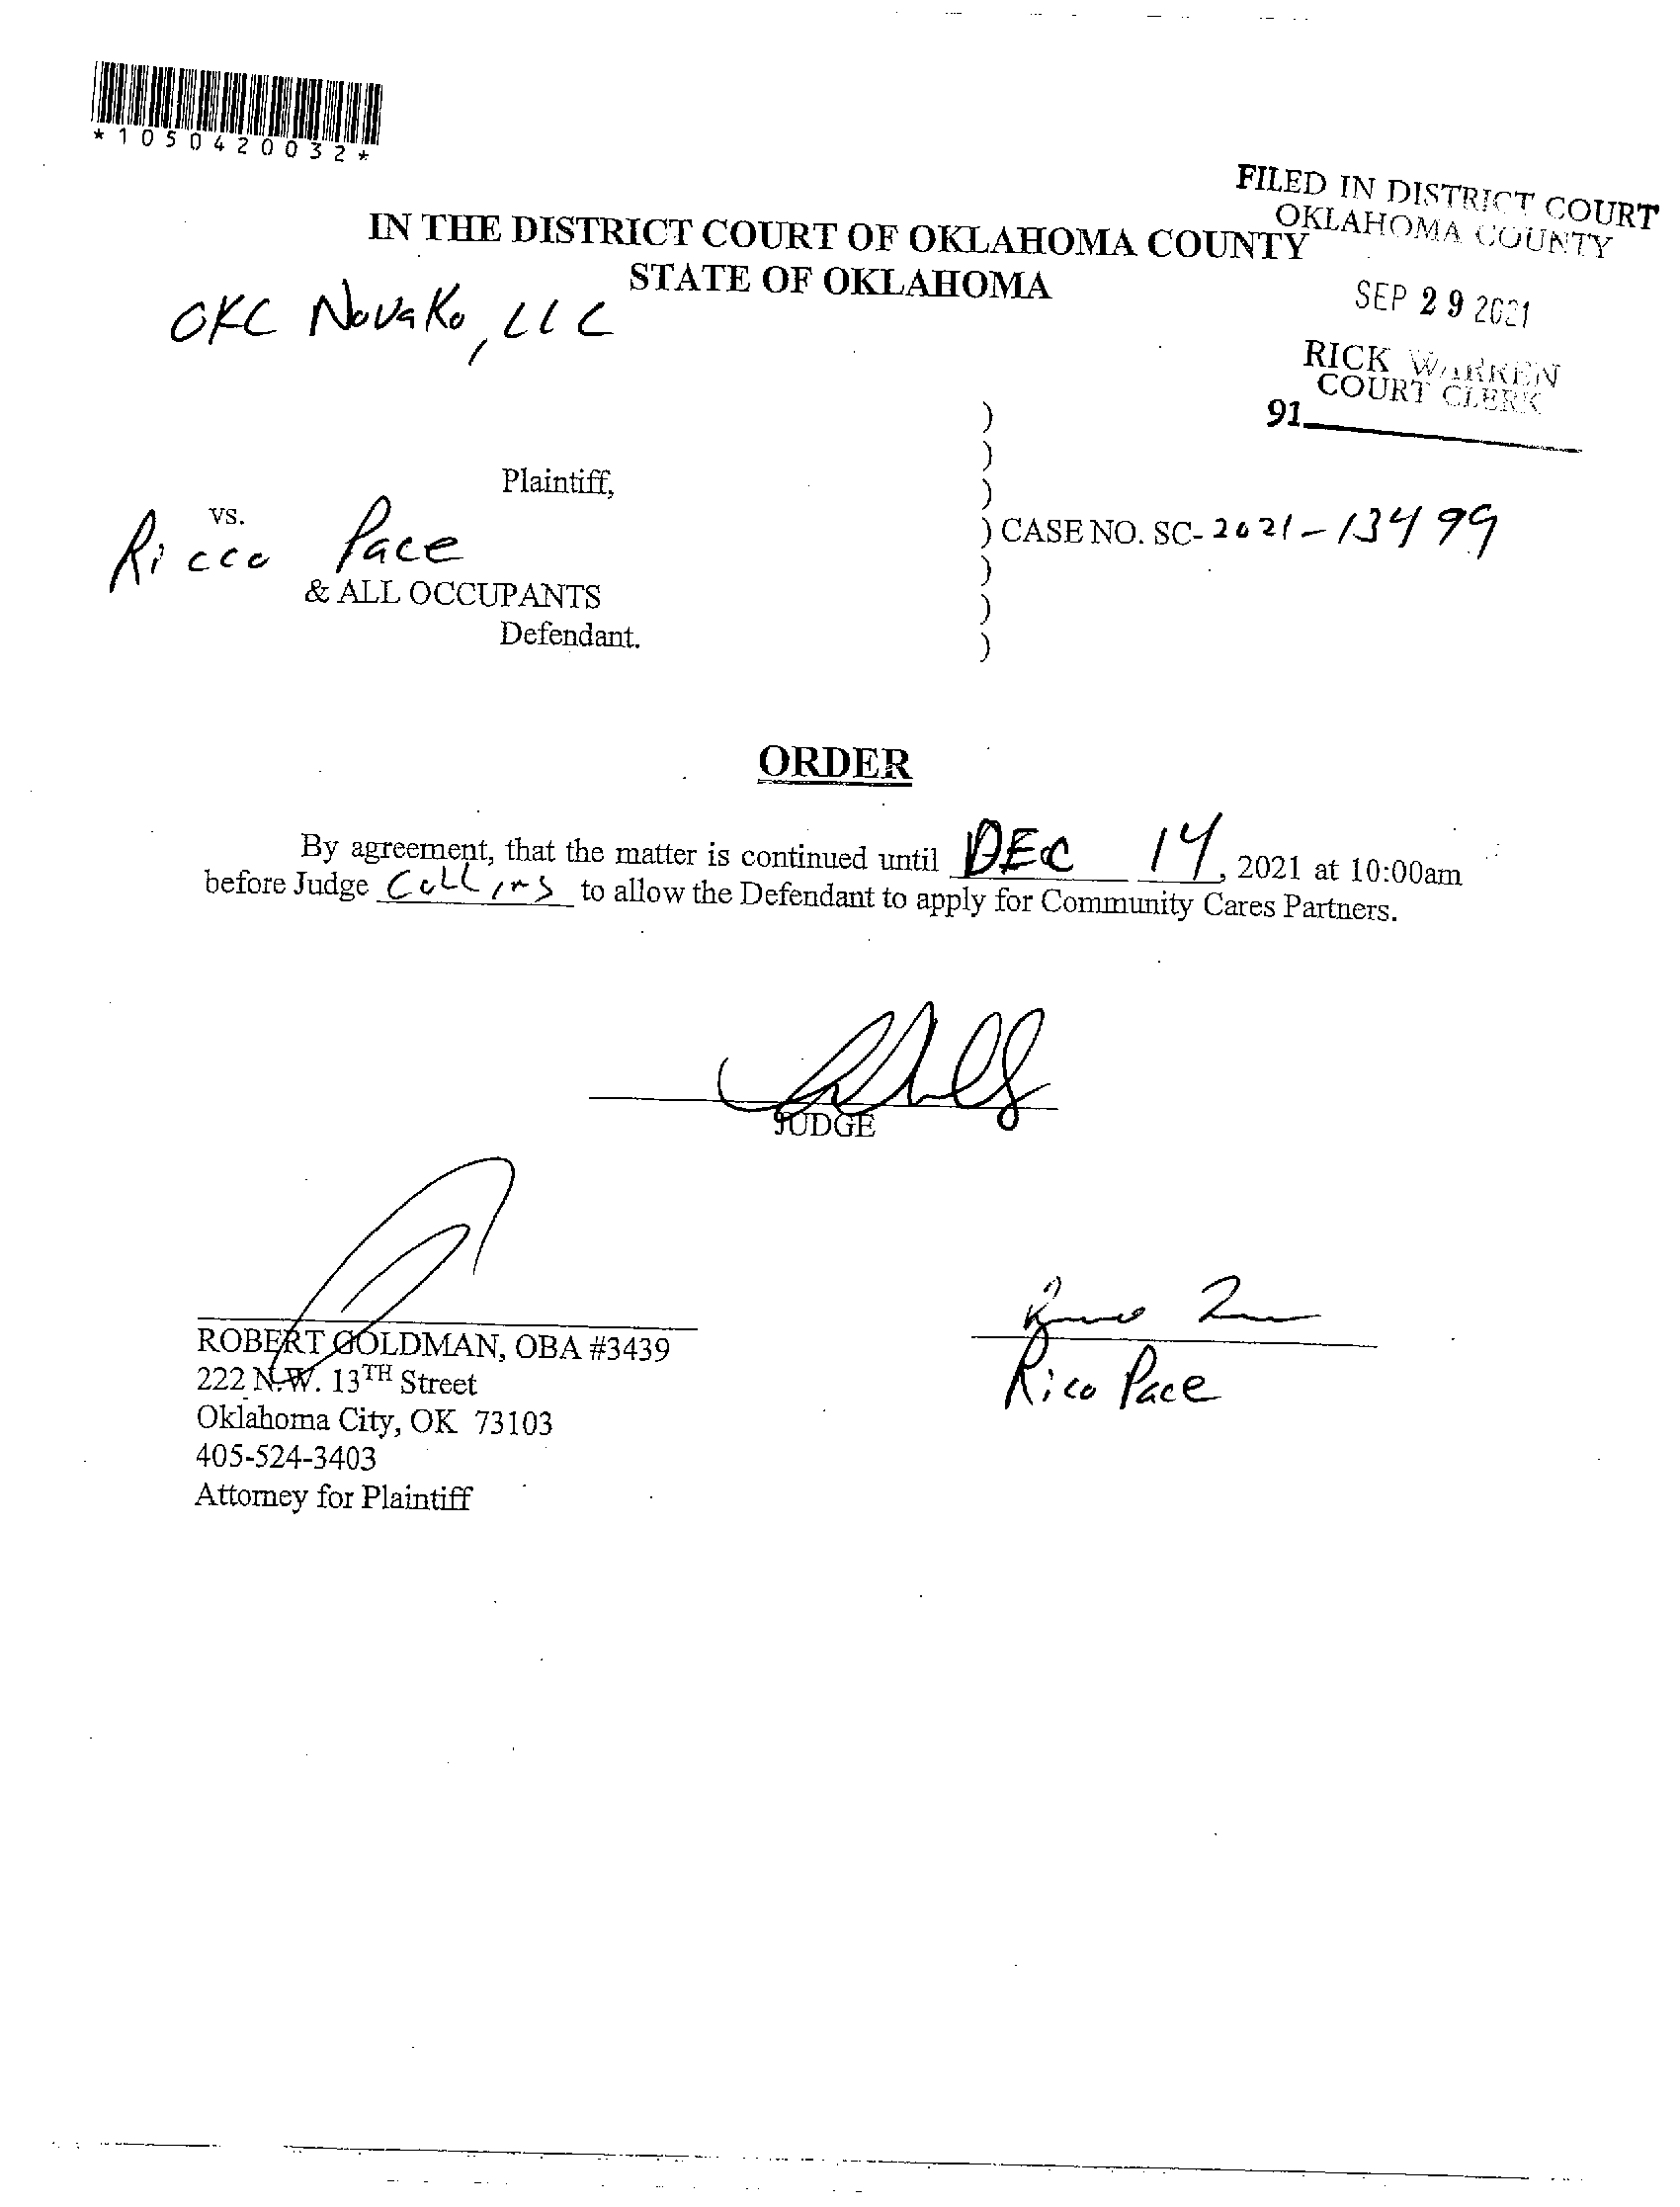 *1050420032*
FILED IN DISTRICT COURT
OKLAHOMA COUNTY
IN THE DISTRICT COURT OF OKLAHOMA COUNTY
STATE OF OKLAHOMA
SEP 29 2021
OKC Novako, LLC
RICK WARREN
COURT CLERK
91
)
)
Plaintiff,
)
vs.
) CASE NO. SC-2021-13499
Ricco Pace
)
& ALL OCCUPANTS
)
Defendant.
)
ORDER
By agreement, that the matter is continued until DEC 14, 2021 at 10:00am
before Judge Collins to allow the Defendant to apply for Community Cares Partners.
JUDGE
ROBERT GOLDMAN, OBA #3439
222 N.W. 13TH Street
Oklahoma City, OK 73103
405-524-3403
Attorney for Plaintiff
Rico Pace